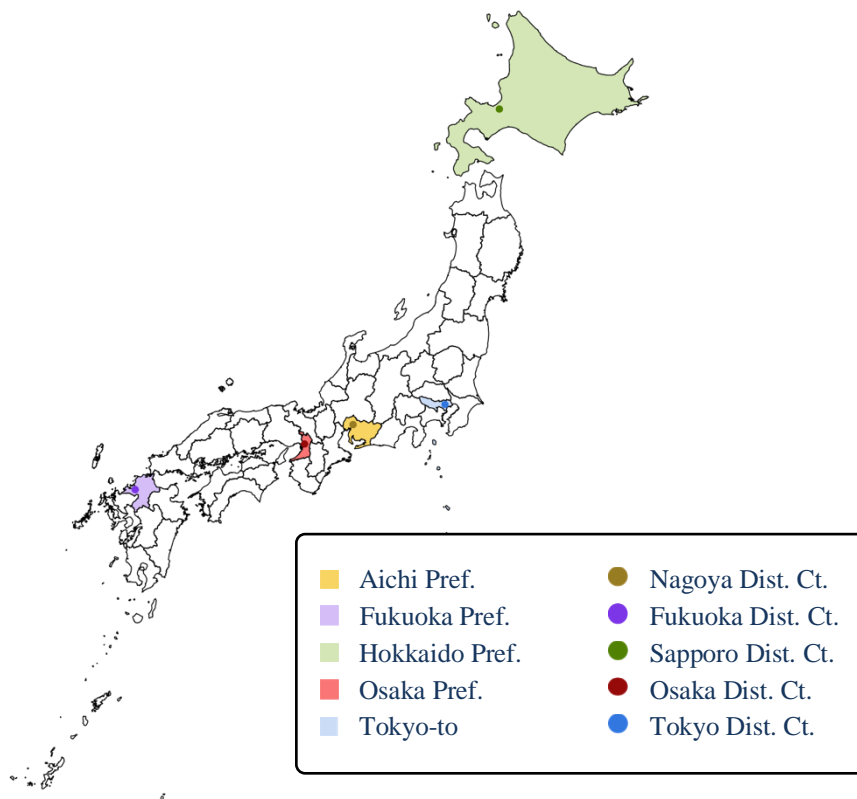 Aichi Pref.
Nagoya Dist. Ct.
Fukuoka Pref.
Fukuoka Dist. Ct.
Hokkaido Pref.
Sapporo Dist. Ct.
Osaka Pref.
Osaka Dist. Ct.
Tokyo-to
Tokyo Dist. Ct.